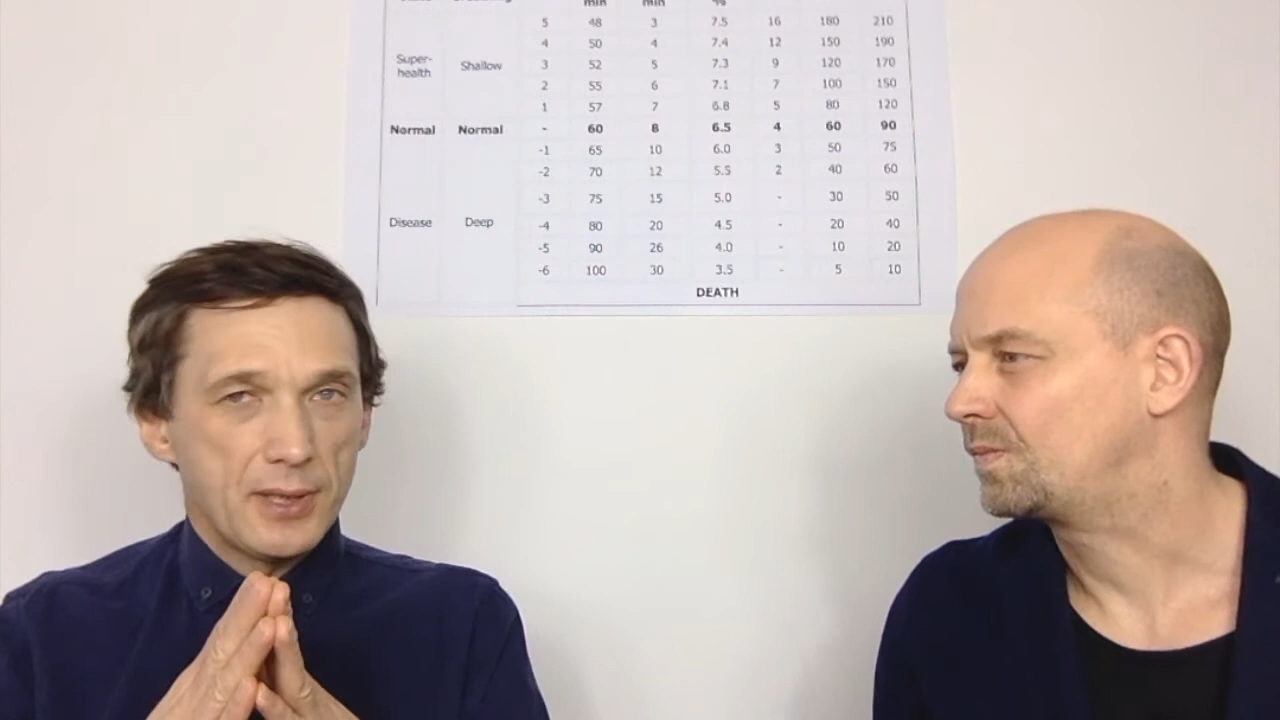 min min %
5 48 3 7.5 16 180 210
4 50 4 7.4 12 150 190
Super-health Shallow 3 52 5 7.3 9 120 170
2 55 6 7.1 7 100 150
1 57 7 6.8 5 80 120
Normal Normal - 60 8 6.5 4 60 90
-1 65 10 6.0 3 50 75
-2 70 12 5.5 2 40 60
-3 75 15 5.0 - 30 50
Disease Deep -4 80 20 4.5 - 20 40
-5 90 26 4.0 - 10 20
-6 100 30 3.5 - 5 10
DEATH